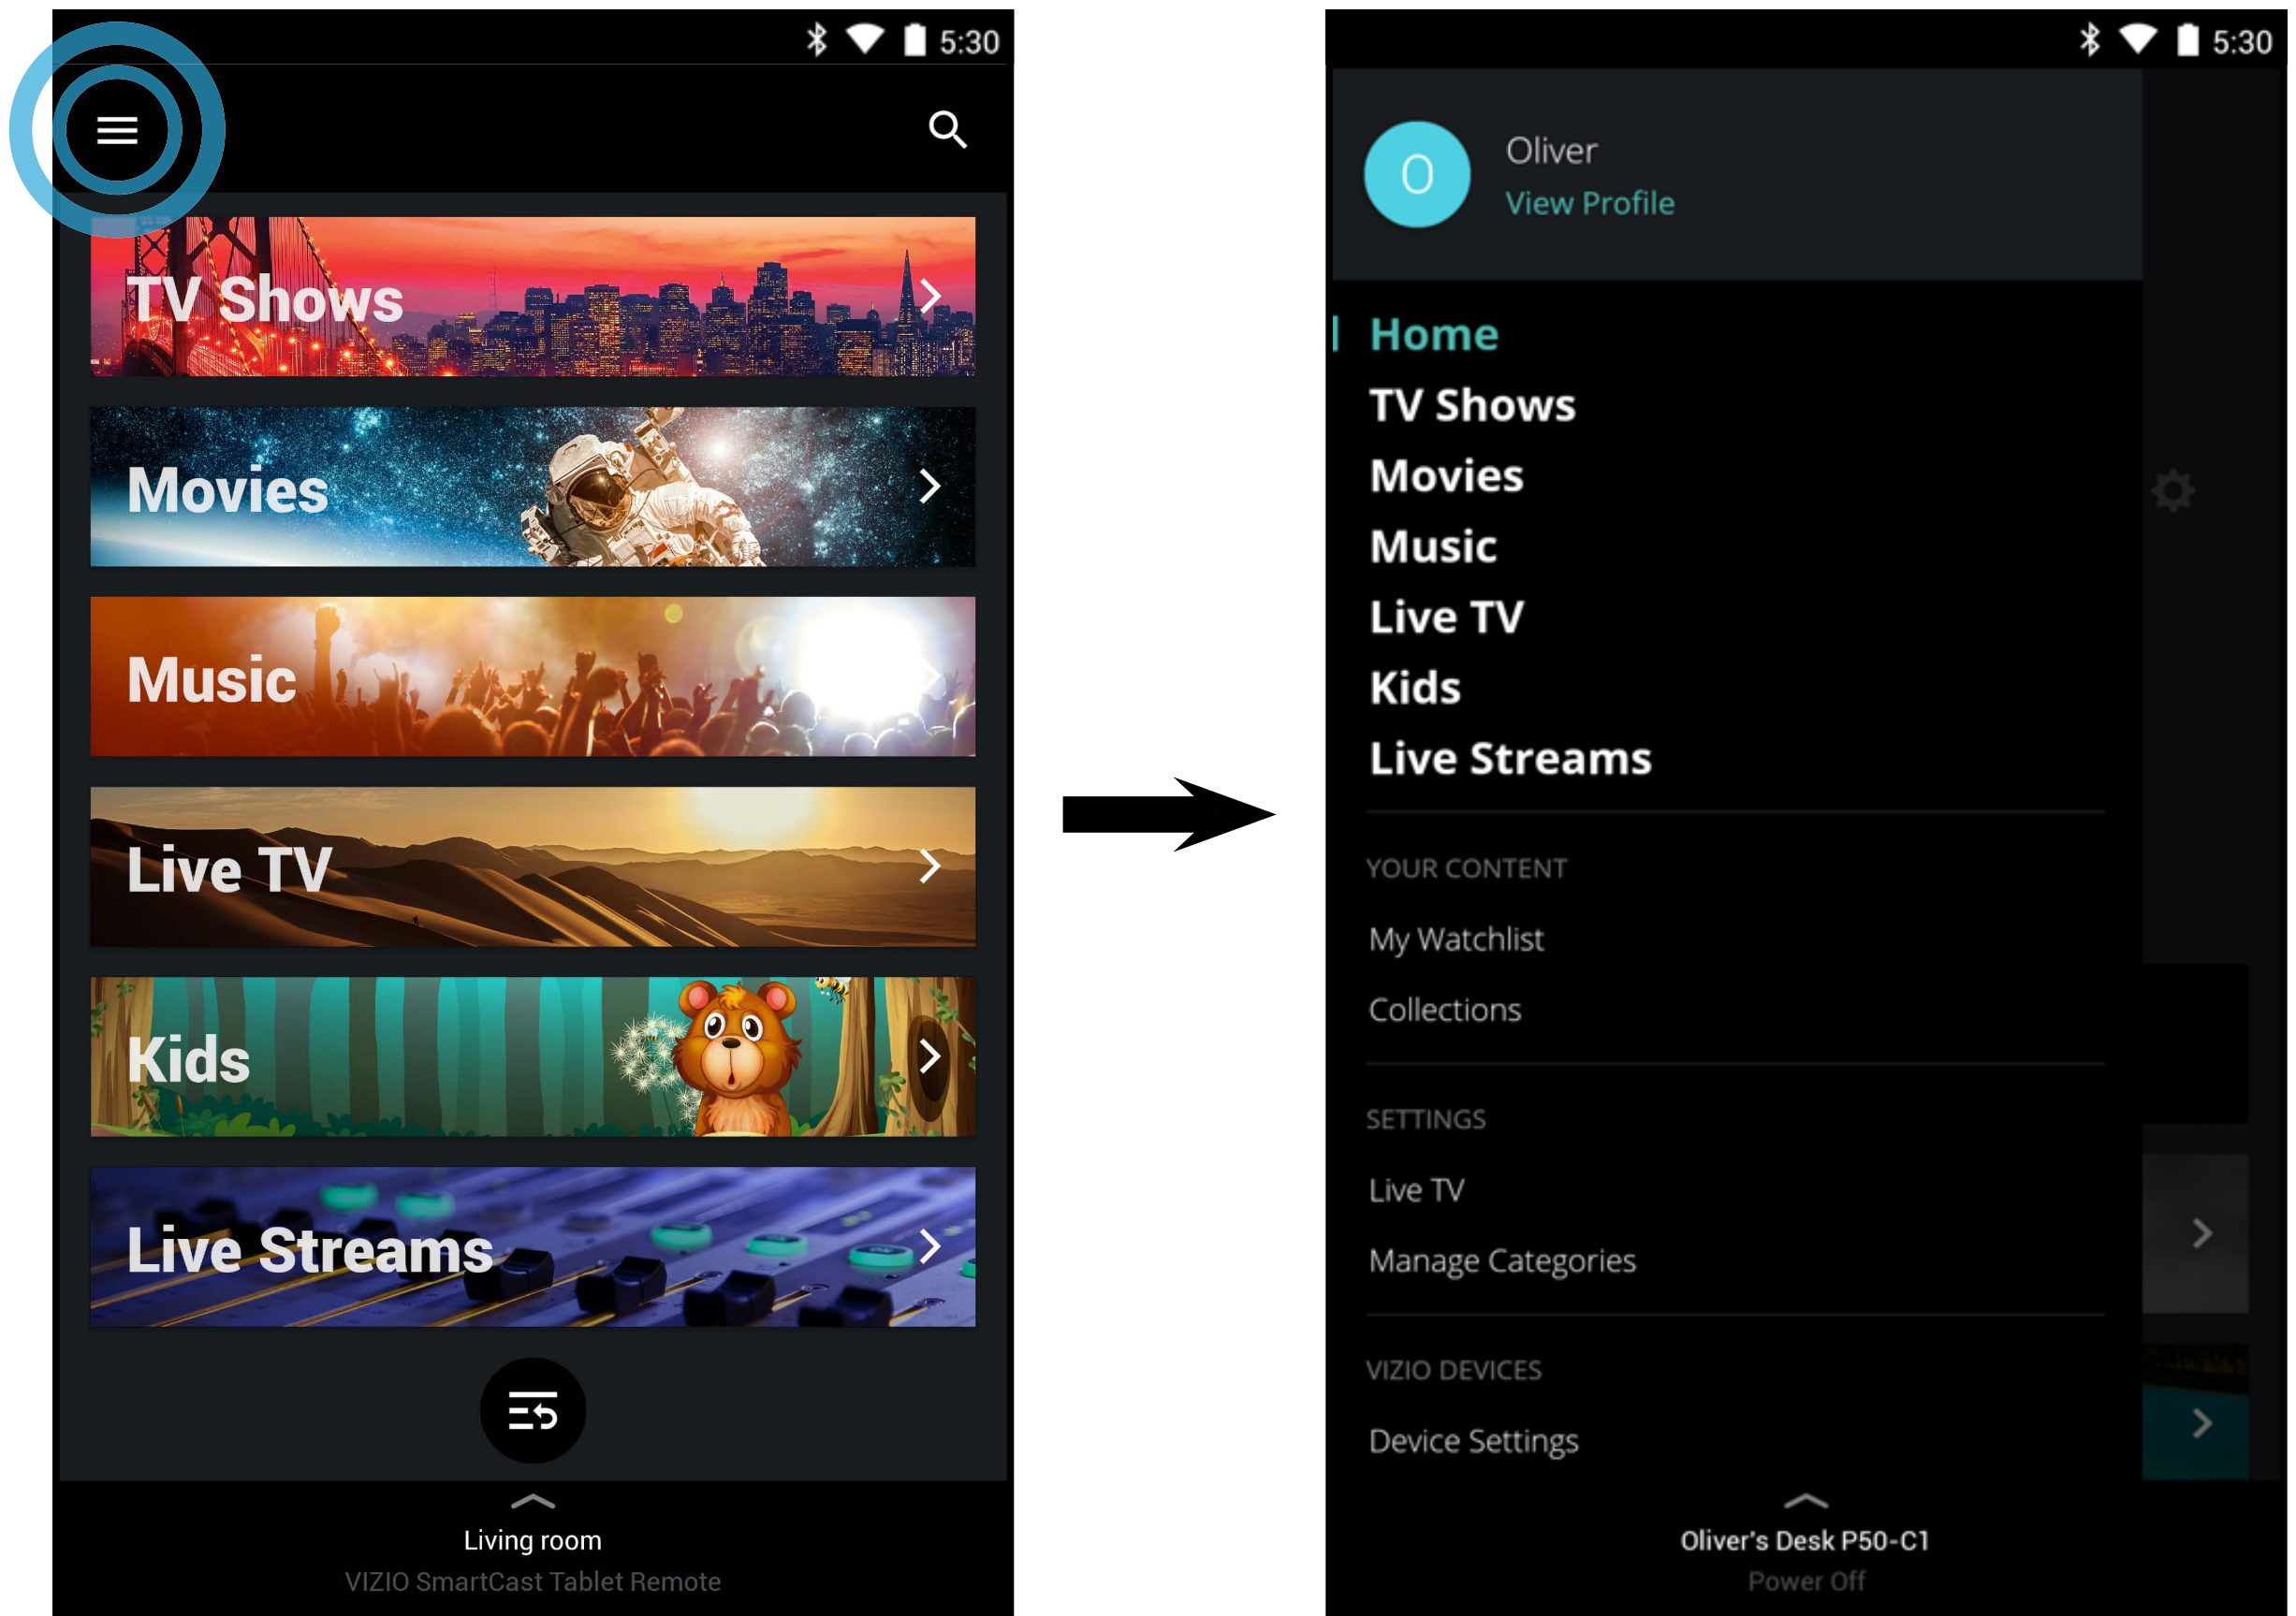 5:30
TV Shows
Movies
Music
Live TV
Kids
Live Streams
Living room
VIZIO SmartCast Tablet Remote
5:30
O
Oliver
View Profile
Home
TV Shows
Movies
Music
Live TV
Kids
Live Streams
YOUR CONTENT
My Watchlist
Collections
SETTINGS
Live TV
Manage Categories
VIZIO DEVICES
Device Settings
Oliver's Desk P50-C1
Power Off